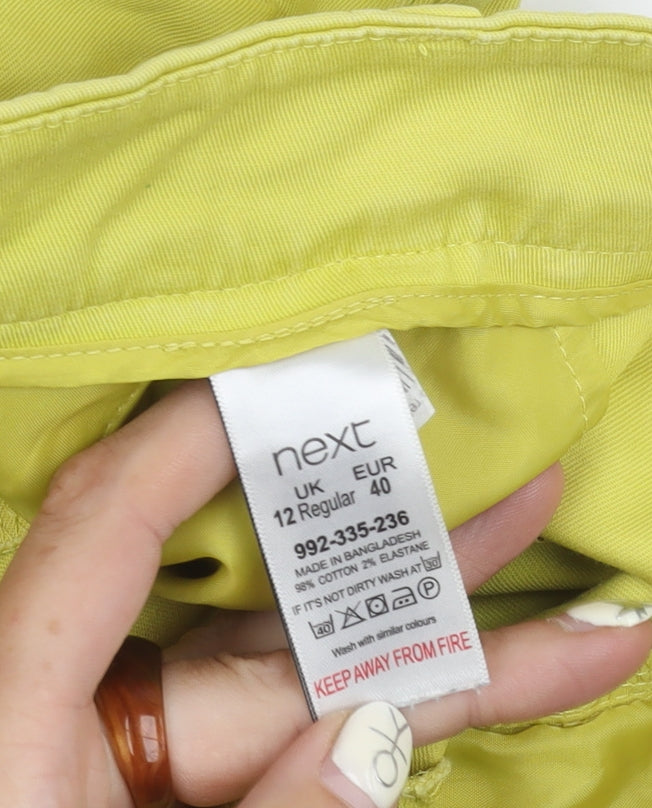 next
UK EUR
12 Regular 40
992-335-236
MADE IN BANGLADESH
98% COTTON 2% ELASTANE
IF IT'S NOT DIRTY WASH AT 30
40 P
Wash with similar colours
KEEP AWAY FROM FIRE